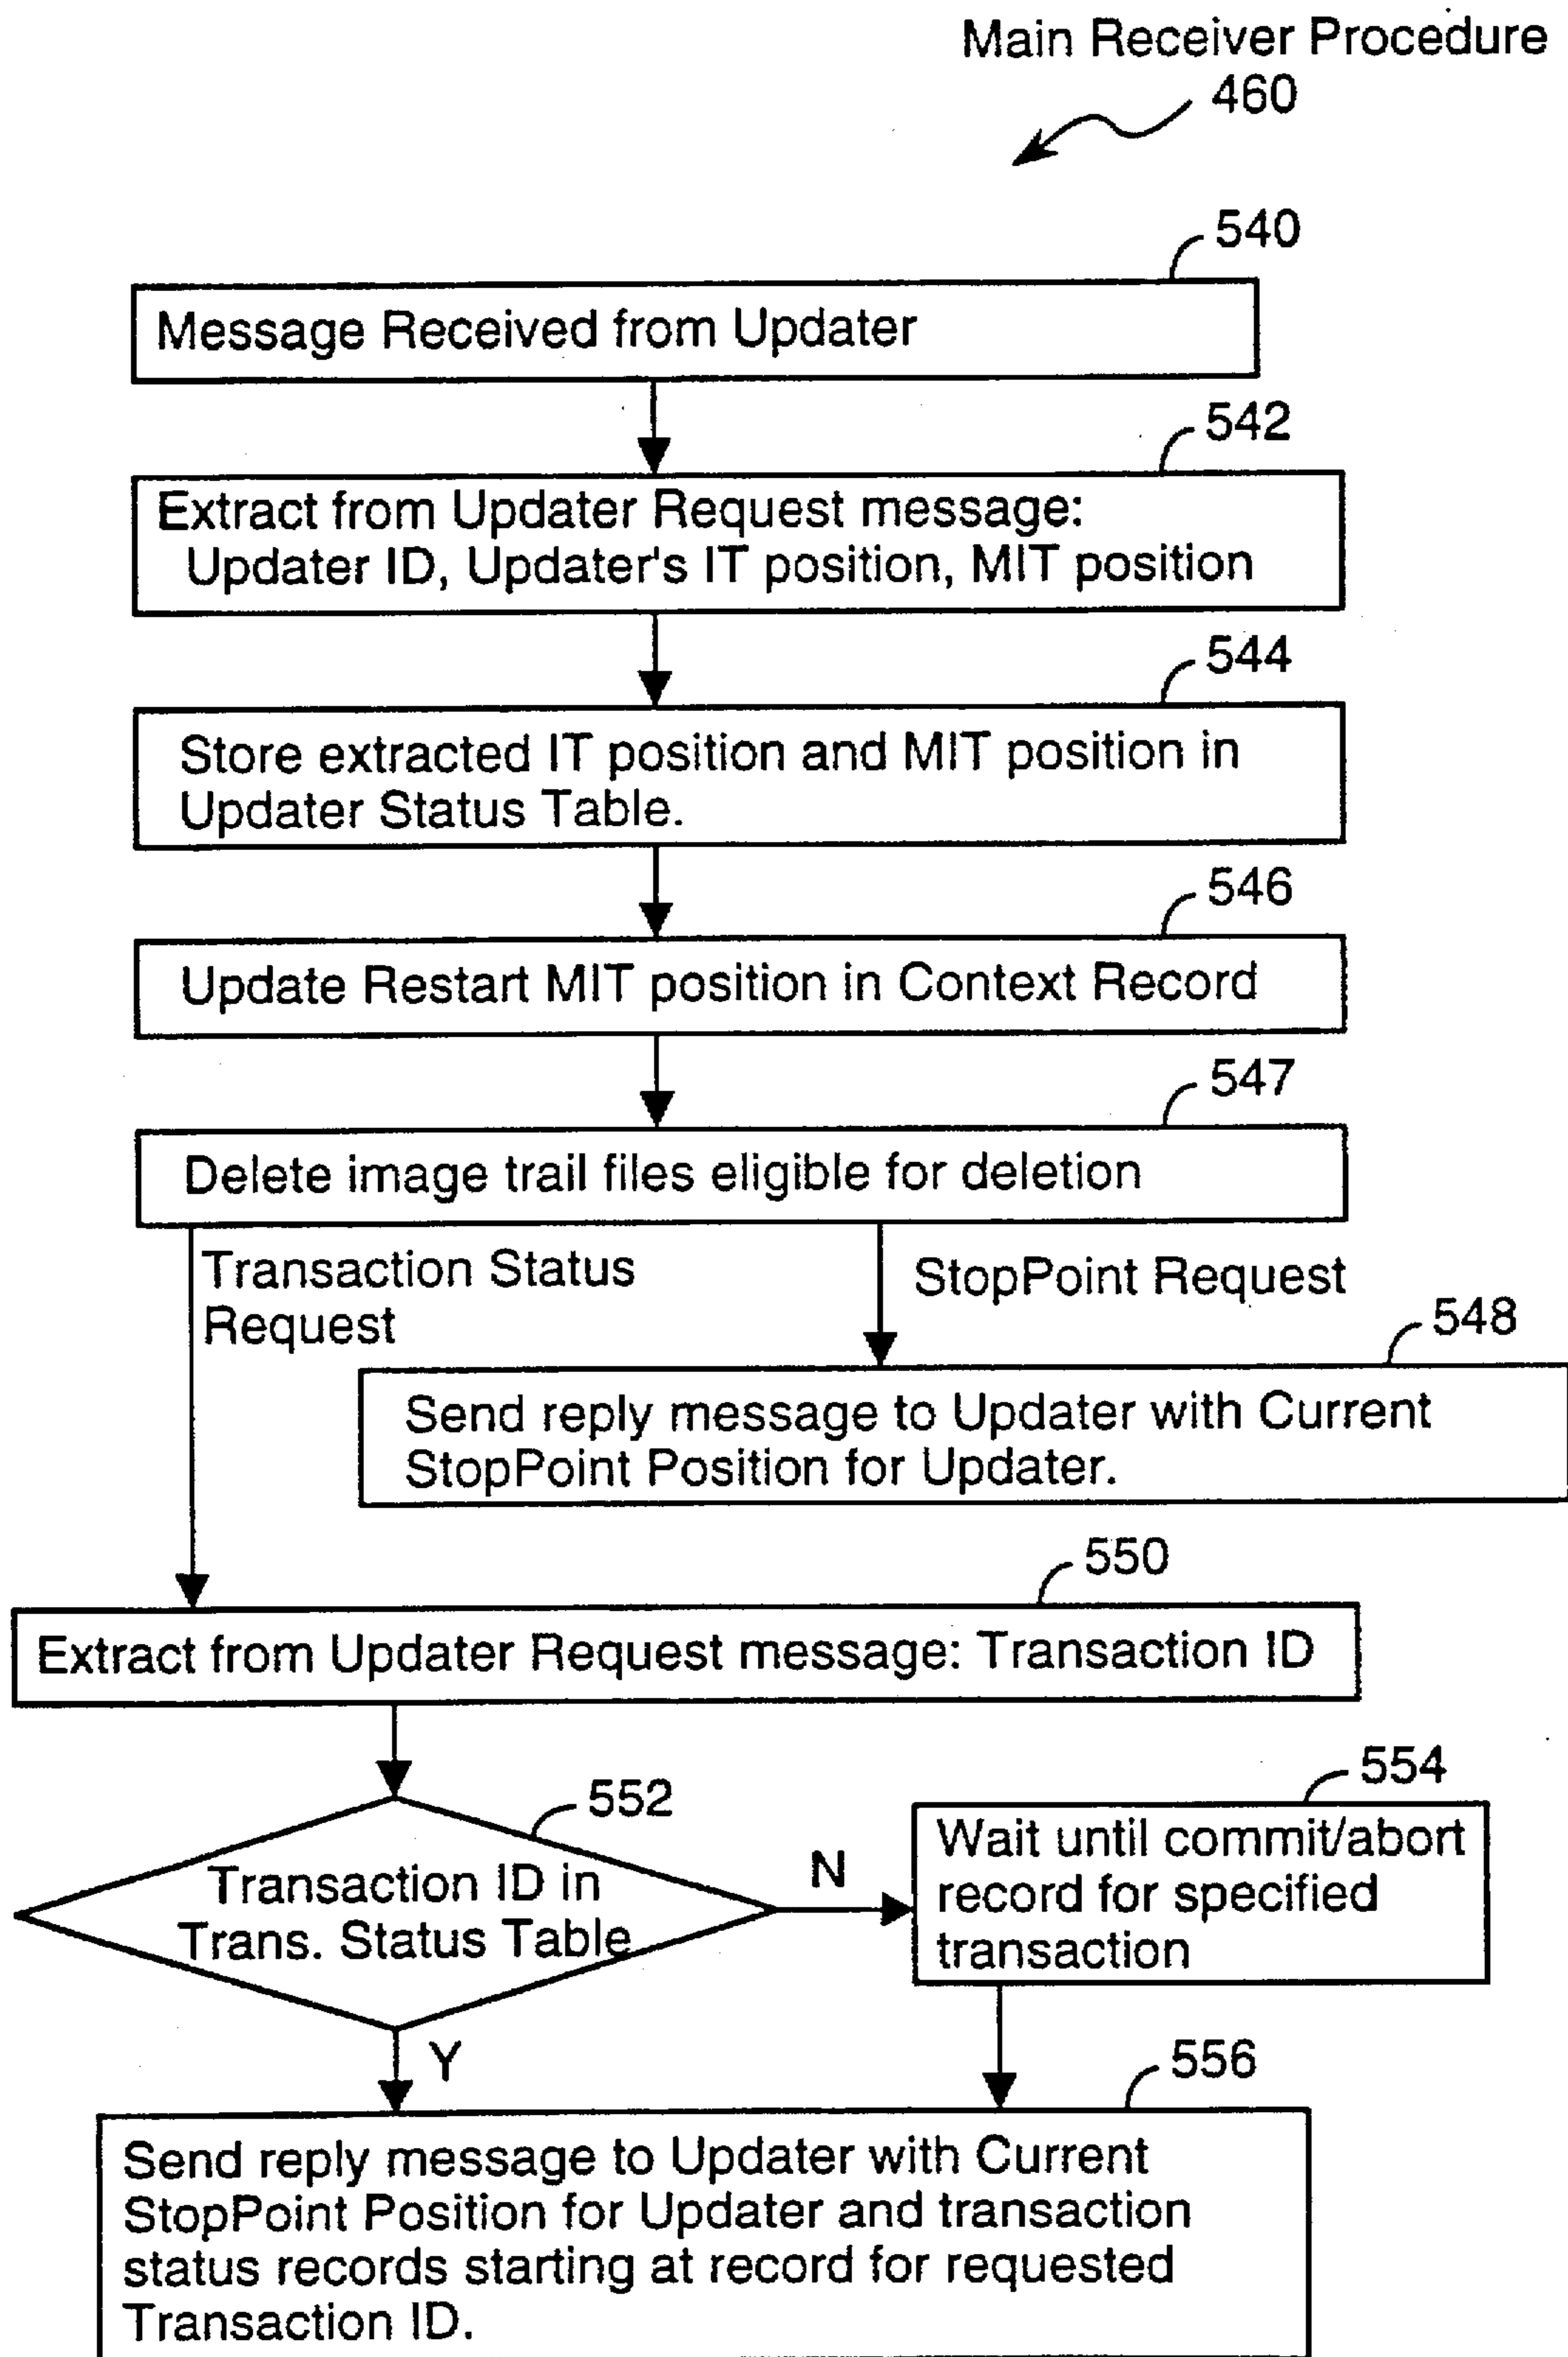 Main Receiver Procedure
460
540
Message Received from Updater
542
Extract from Updater Request message:
Updater ID, Updater's IT position, MIT position
544
Store extracted IT position and MIT position in
Updater Status Table.
546
Update Restart MIT position in Context Record
547
Delete image trail files eligible for deletion
Transaction Status
Request
StopPoint Request
548
Send reply message to Updater with Current
StopPoint Position for Updater.
550
Extract from Updater Request message: Transaction ID
552
Transaction ID in
Trans. Status Table
N
554
Wait until commit/abort
record for specified
transaction
Y
556
Send reply message to Updater with Current
StopPoint Position for Updater and transaction
status records starting at record for requested
Transaction ID.